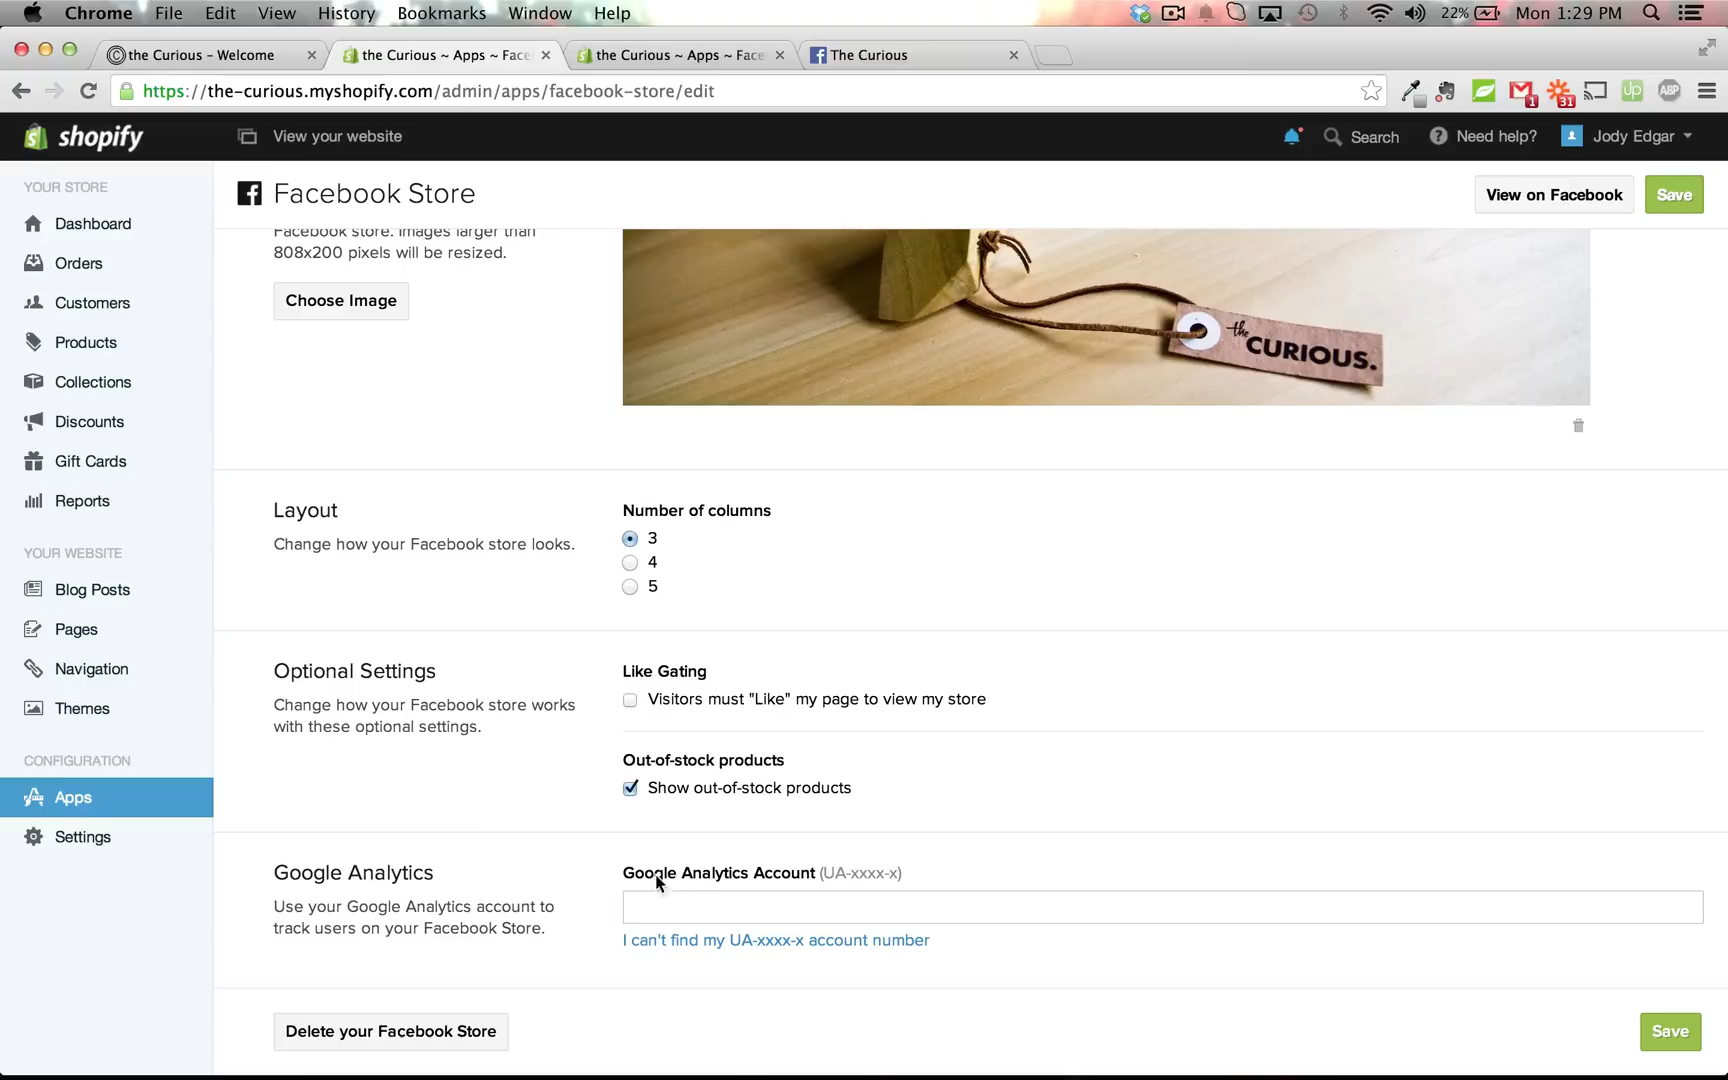 Chrome File Edit View History Bookmarks Window Help 22% Mon 1:29 PM
the Curious - Welcome
the Curious ~ Apps ~ Face
the Curious ~ Apps ~ Face
The Curious
https://the-curious.myshopify.com/admin/apps/facebook-store/edit
1
31
Up
ABP
shopify
View your website
Search
Need help?
Jody Edgar
YOUR STORE
Dashboard
Orders
Customers
Products
Collections
Discounts
Gift Cards
Reports
YOUR WEBSITE
Blog Posts
Pages
Navigation
Themes
CONFIGURATION
Apps
Settings
Facebook Store
View on Facebook
Save
Facebook store. Images larger than
808x200 pixels will be resized.
Choose Image
the
CURIOUS.
Layout
Change how your Facebook store looks.
Number of columns
3
4
5
Optional Settings
Change how your Facebook store works
with these optional settings.
Like Gating
Visitors must "Like" my page to view my store
Out-of-stock products
Show out-of-stock products
Google Analytics
Use your Google Analytics account to
track users on your Facebook Store.
Google Analytics Account (UA-xxxx-x)
I can't find my UA-xxxx-x account number
Delete your Facebook Store
Save